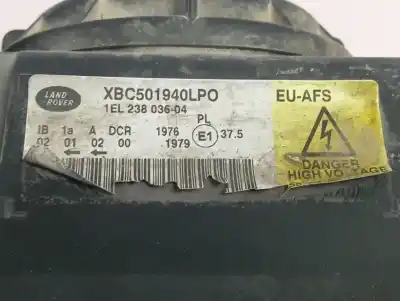 LAND
ROVER
XBC501940LPO
EU-AFS
1EL 238 036-04
PL
IB 1a A DCR 1976 E1 37.5
02 01 02 00 1979
DANGER
HIGH VOLTAGE